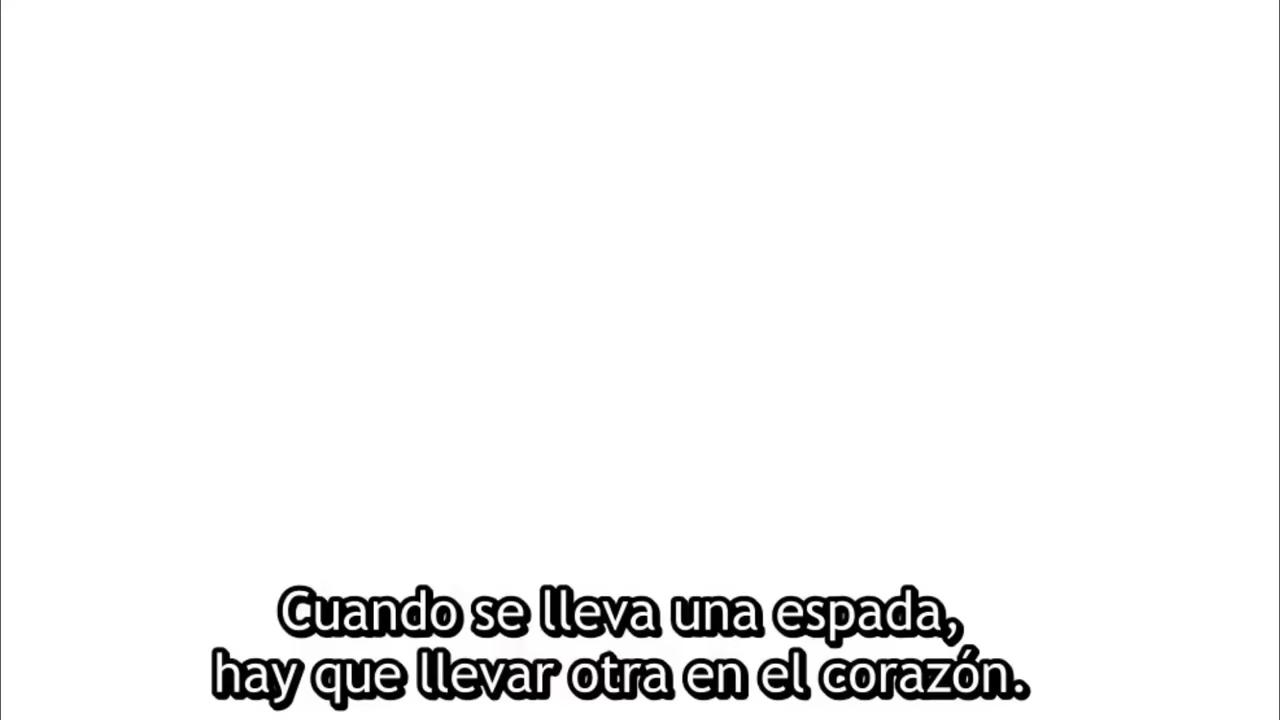 Cuando se lleva una espada,
hay que llevar otra en el corazón.